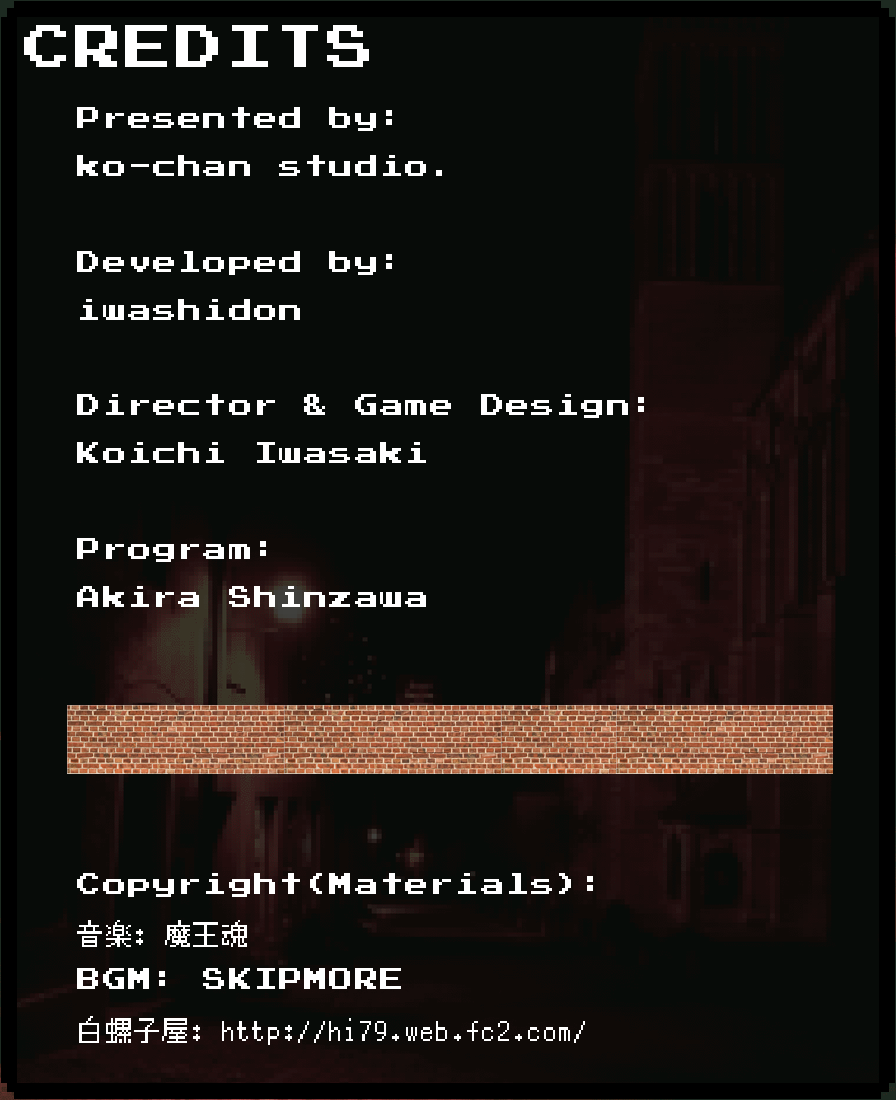 CREDITS
Presented by:
ko-chan studio.
Developed by:
iwashidon
Director & Game Design:
Koichi Iwasaki
Program:
Akira Shinzawa
Copyright(Materials):
音楽: 魔王魂
BGM: SKIPMORE
白螺子屋: http://hi79.web.fc2.com/